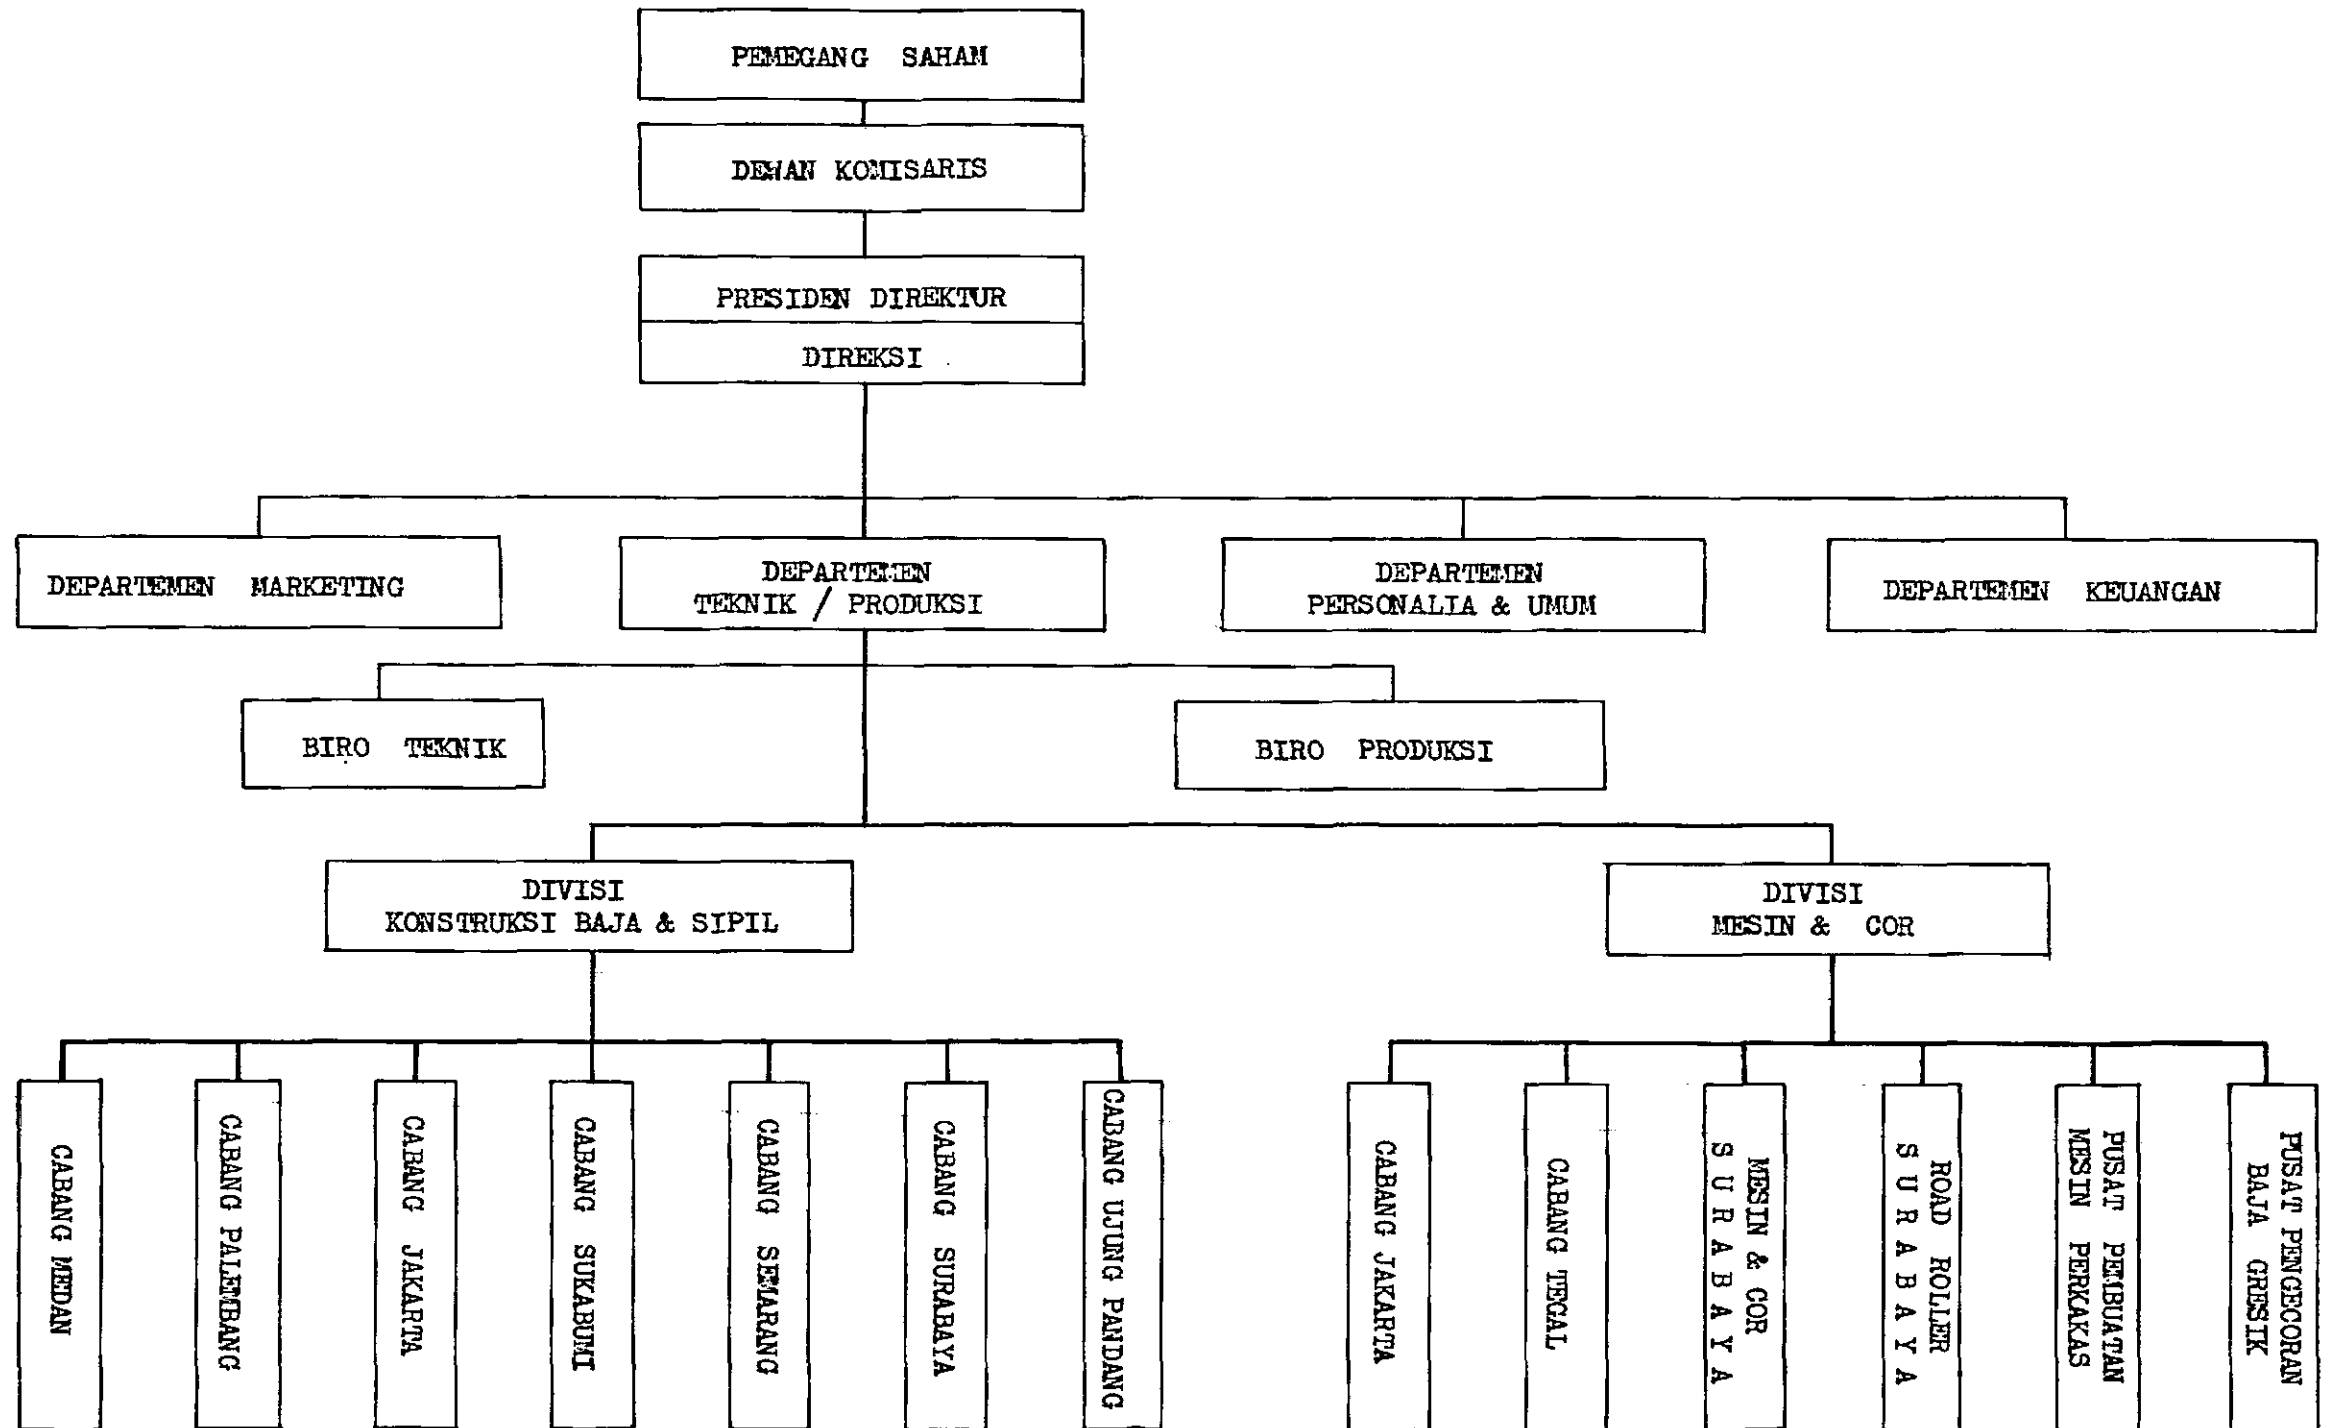 PEMEGANG SAHAM
DEWAN KOMISARIS
PRESIDEN DIREKTUR
DIREKSI
DEPARTEMEN MARKETING
DEPARTEMEN
TEKNIK / PRODUKSI
DEPARTEMEN
PERSONALIA & UMUM
DEPARTEMEN KEUANGAN
BIRO TEKNIK
BIRO PRODUKSI
DIVISI
KONSTRUKSI BAJA & SIPIL
DIVISI
MESIN & COR
CABANG MEDAN
CABANG PALEMBANG
CABANG JAKARTA
CABANG SUKABUMI
CABANG SEMARANG
CABANG SURABAYA
CABANG UJUNG PANDANG
CABANG JAKARTA
CABANG TEGAL
MESIN & COR
S U R A B A Y A
ROAD ROLLER
S U R A B A Y A
PUSAT PEMBUATAN
MESIN PERKAKAS
PUSAT PENGECORAN
BAJA GRESIK